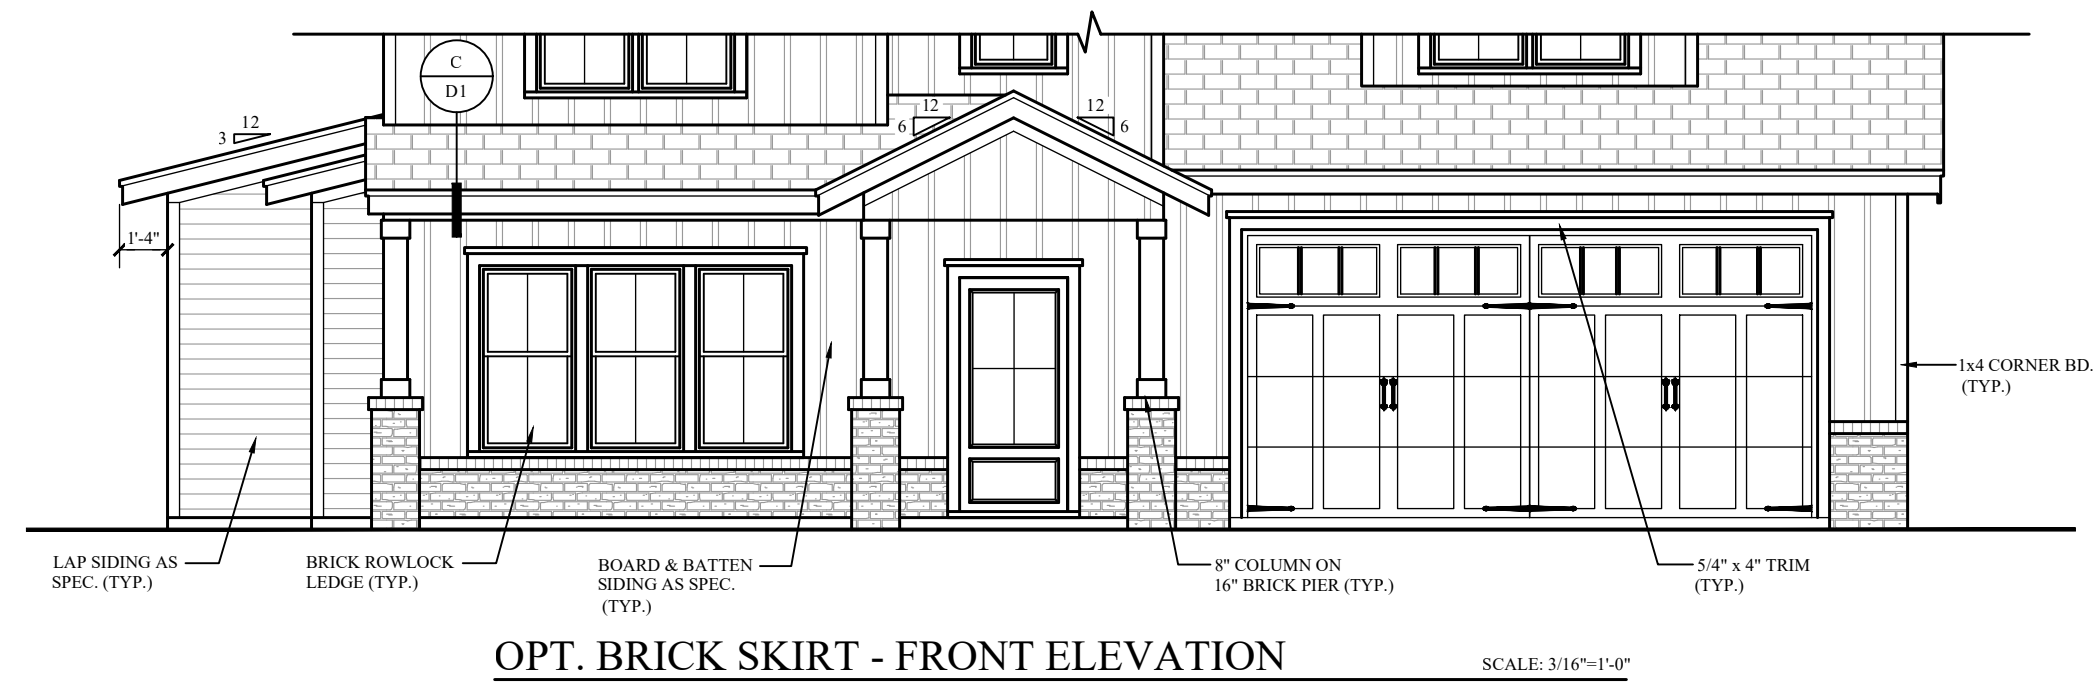 C
D1
12
3
12
6
12
6
1'-4"
1x4 CORNER BD.
(TYP.)
LAP SIDING AS
SPEC. (TYP.)
BRICK ROWLOCK
LEDGE (TYP.)
BOARD & BATTEN
SIDING AS SPEC.
(TYP.)
8" COLUMN ON
16" BRICK PIER (TYP.)
5/4" x 4" TRIM
(TYP.)
OPT. BRICK SKIRT - FRONT ELEVATION
SCALE: 3/16"=1'-0"